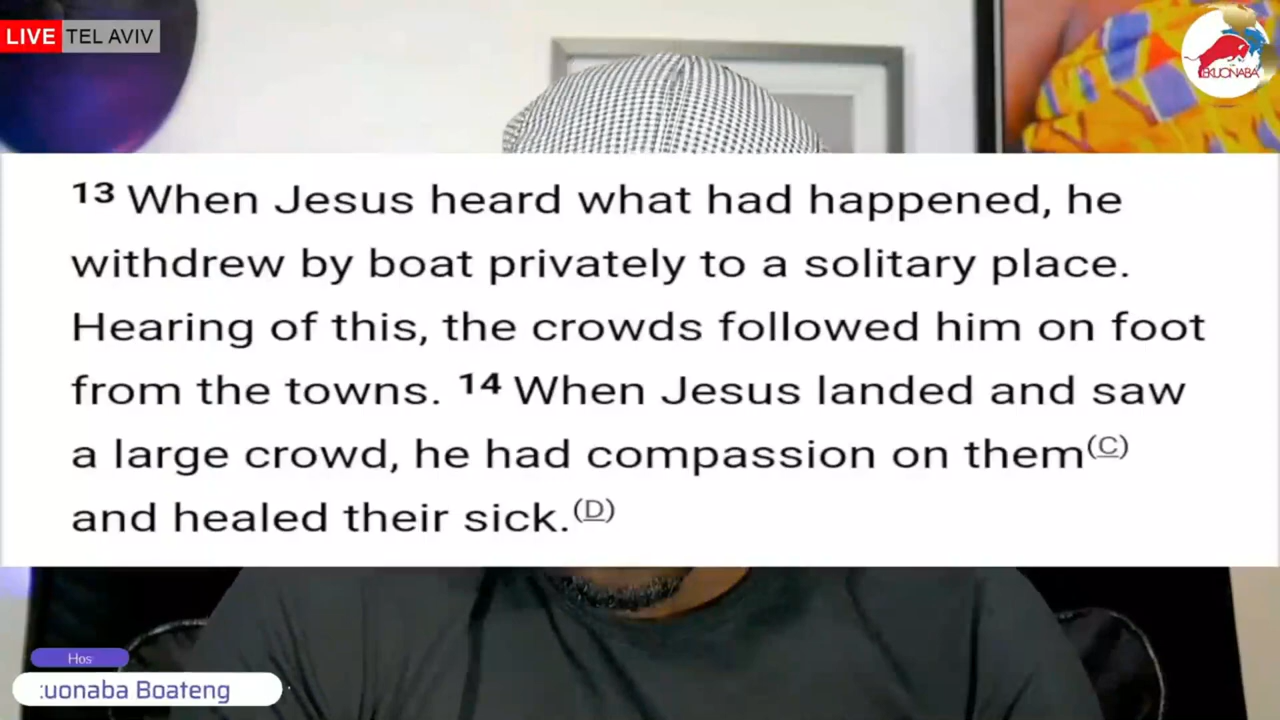 LIVE TEL AVIV
EKUONABA
13 When Jesus heard what had happened, he
withdrew by boat privately to a solitary place.
Hearing of this, the crowds followed him on foot
from the towns. 14 When Jesus landed and saw
a large crowd, he had compassion on them(C)
and healed their sick.(D)
Hos
:uonaba Boateng